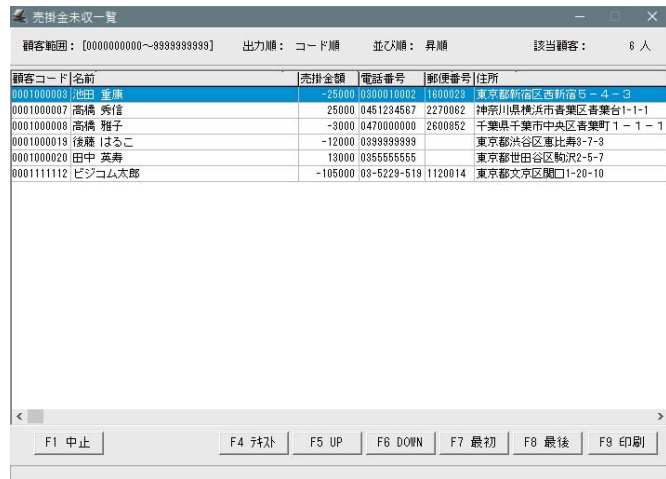 売掛金未収一覧
顧客範囲: [0000000000～9999999999] 出力順: コード順 並び順: 昇順 該当顧客: 6 人
顧客コード 名前 売掛金額 電話番号 郵便番号 住所
0001000003 池田 重康 -25000 0300010002 1600023 東京都新宿区西新宿5-4-3
0001000007 高橋 秀信 25000 0451234567 2270062 神奈川県横浜市青葉区青葉台1-1-1
0001000008 高橋 雅子 -3000 0470000000 2600852 千葉県千葉市中央区青葉町1-1-1
0001000019 後藤 はるこ -12000 0399999999 東京都渋谷区恵比寿3-7-3
0001000020 田中 英寿 13000 0355555555 東京都世田谷区駒沢2-5-7
0001111112 ビジコム太郎 -105000 03-5229-519 1120014 東京都文京区関口1-20-10
F1 中止 F4 ﾃｷｽﾄ F5 UP F6 DOWN F7 最初 F8 最後 F9 印刷